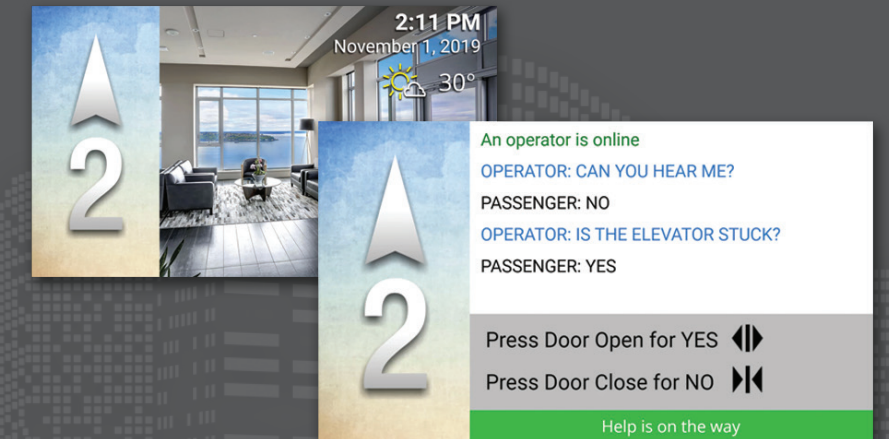 2:11 PM
November 1, 2019
30°
2
An operator is online
OPERATOR: CAN YOU HEAR ME?
PASSENGER: NO
OPERATOR: IS THE ELEVATOR STUCK?
PASSENGER: YES
2
Press Door Open for YES
Press Door Close for NO
Help is on the way